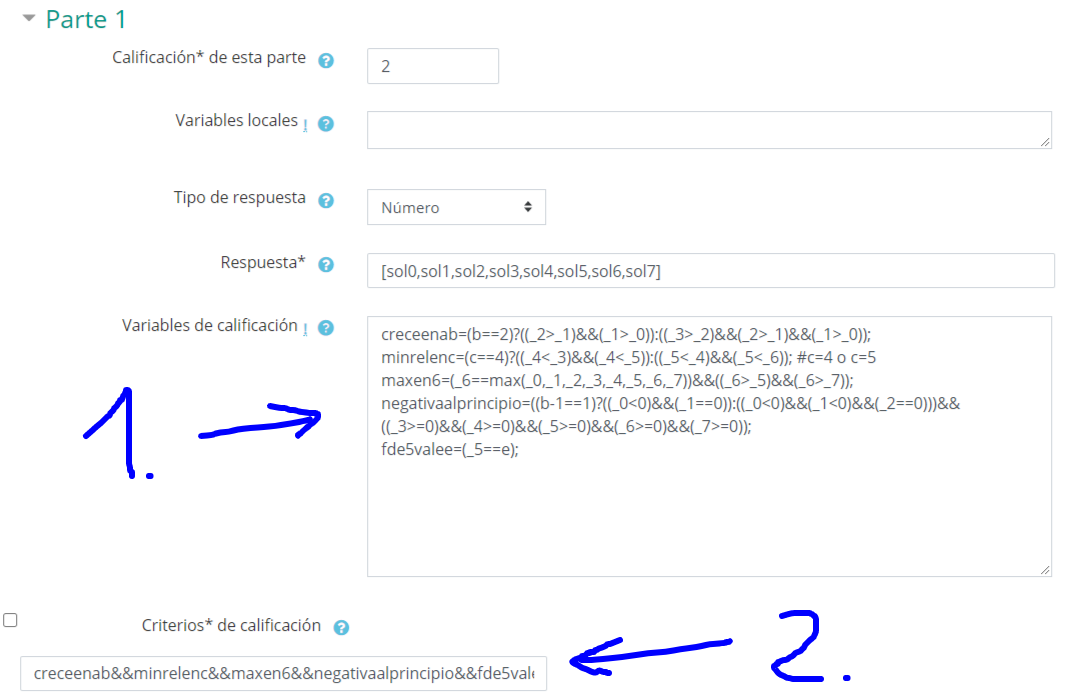 Parte 1
Calificación* de esta parte
2
Variables locales !
Tipo de respuesta
Número
Respuesta*
[sol0,sol1,sol2,sol3,sol4,sol5,sol6,sol7]
Variables de calificación !
creceenab=(b==2)?((_2>_1)&&(_1>_0)):((_3>_2)&&(_2>_1)&&(_1>_0));
minrelenc=(c==4)?((_4<_3)&&(_4<_5)):((_5<_4)&&(_5<_6)); #c=4 o c=5
maxen6=(_6==max(_0,_1,_2,_3,_4,_5,_6,_7))&&((_6>_5)&&(_6>_7));
negativaalprincipio=((b-1==1)?((_0<0)&&(_1==0)):((_0<0)&&(_1<0)&&(_2==0)))&&
((_3>=0)&&(_4>=0)&&(_5>=0)&&(_6>=0)&&(_7>=0));
fde5valee=(_5==e);
1.
Criterios* de calificación
2.
creceenab&&minrelenc&&maxen6&&negativaalprincipio&&fde5vale